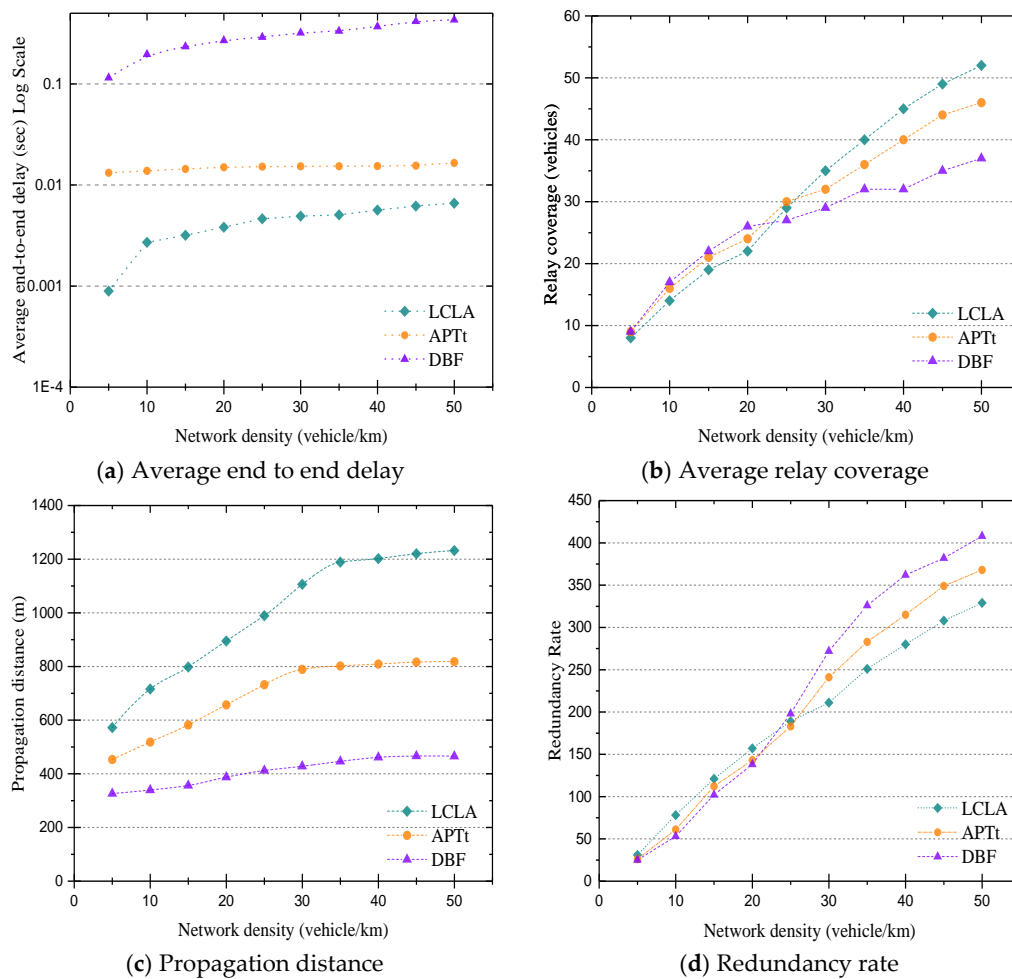 Average end-to-end delay (sec) Log Scale
0.1
0.01
0.001
1E-4
LCLA
APTt
DBF
0 10 20 30 40 50
Network density (vehicle/km)
(a) Average end to end delay
Relay coverage (vehicles)
60
50
40
30
20
10
0
LCLA
APTt
DBF
0 10 20 30 40 50
Network density (vehicle/km)
(b) Average relay coverage
Propagation distance (m)
1400
1200
1000
800
600
400
200
0
LCLA
APTt
DBF
0 10 20 30 40 50
Network density (vehicle/km)
(c) Propagation distance
Redundancy Rate
450
400
350
300
250
200
150
100
50
0
LCLA
APTt
DBF
0 10 20 30 40 50
Network density (vehicle/km)
(d) Redundancy rate